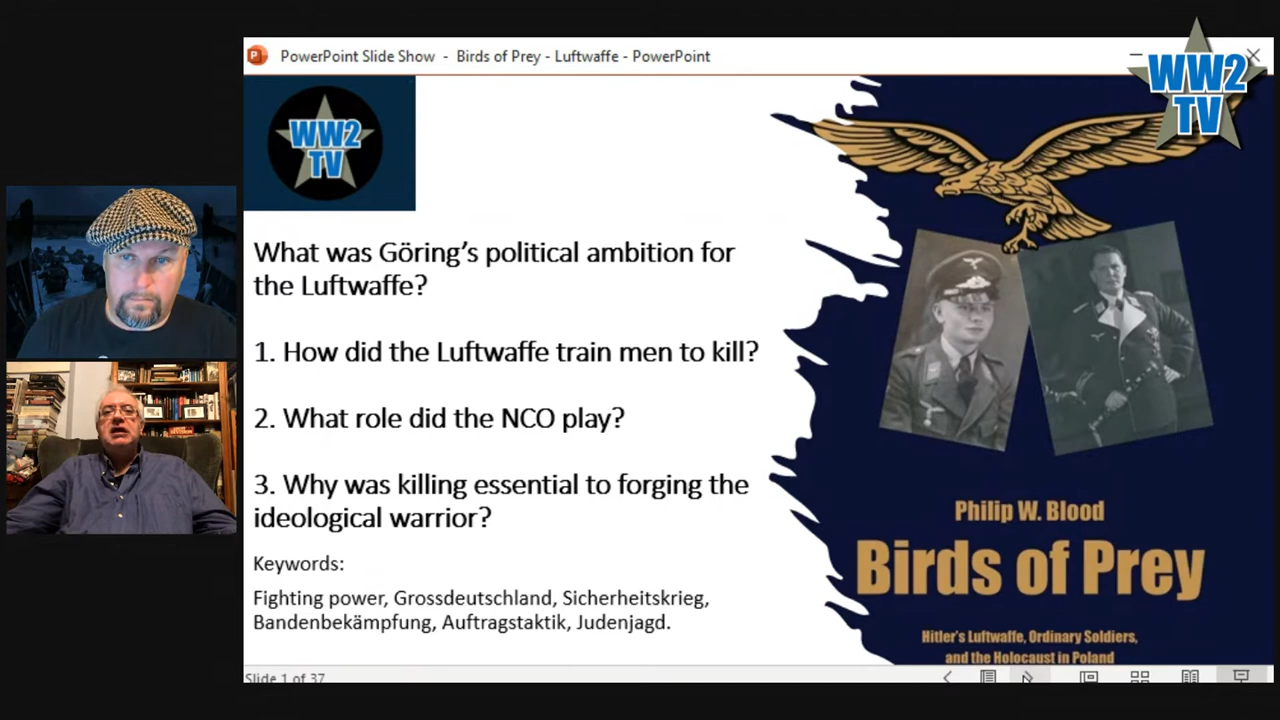 PowerPoint Slide Show - Birds of Prey - Luftwaffe - PowerPoint
WW2
TV
WW2
TV
What was Göring's political ambition for
the Luftwaffe?
1. How did the Luftwaffe train men to kill?
2. What role did the NCO play?
3. Why was killing essential to forging the
ideological warrior?
Keywords:
Fighting power, Grossdeutschland, Sicherheitskrieg,
Bandenbekämpfung, Auftragstaktik, Judenjagd.
Philip W. Blood
Birds of Prey
Hitler's Luftwaffe, Ordinary Soldiers,
and the Holocaust in Poland
Slide 1 of 37